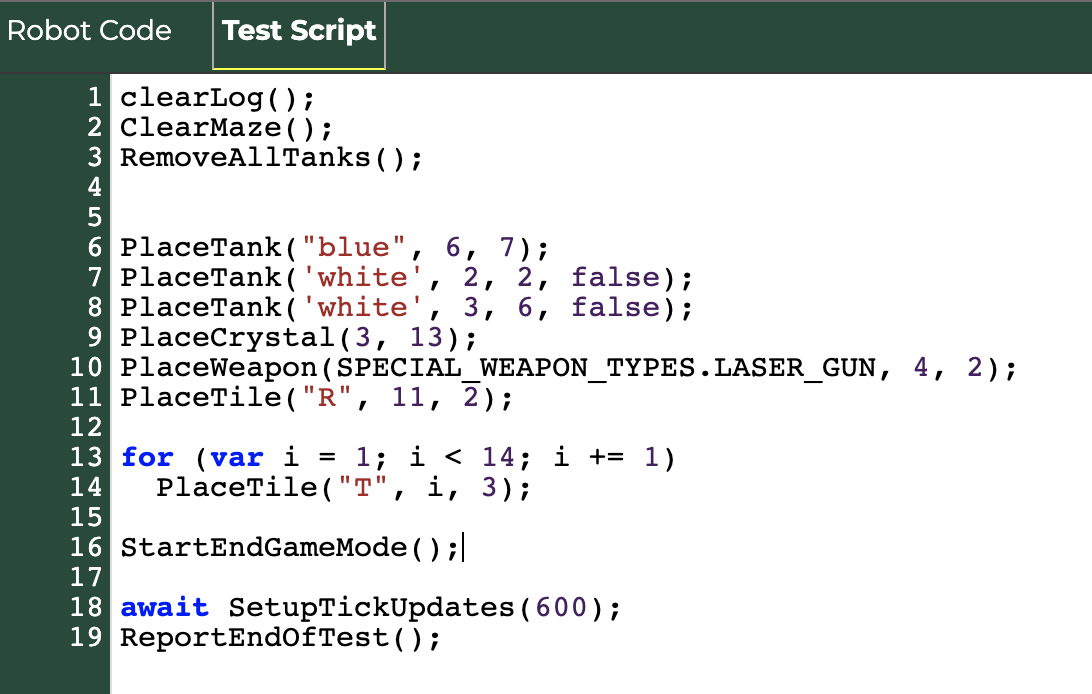 Robot Code Test Script
1 clearLog();
2 ClearMaze();
3 RemoveAllTanks();
4
5
6 PlaceTank("blue", 6, 7);
7 PlaceTank('white', 2, 2, false);
8 PlaceTank('white', 3, 6, false);
9 PlaceCrystal(3, 13);
10 PlaceWeapon(SPECIAL_WEAPON_TYPES.LASER_GUN, 4, 2);
11 PlaceTile("R", 11, 2);
12
13 for (var i = 1; i < 14; i += 1)
14   PlaceTile("T", i, 3);
15
16 StartEndGameMode();
17
18 await SetupTickUpdates(600);
19 ReportEndOfTest();